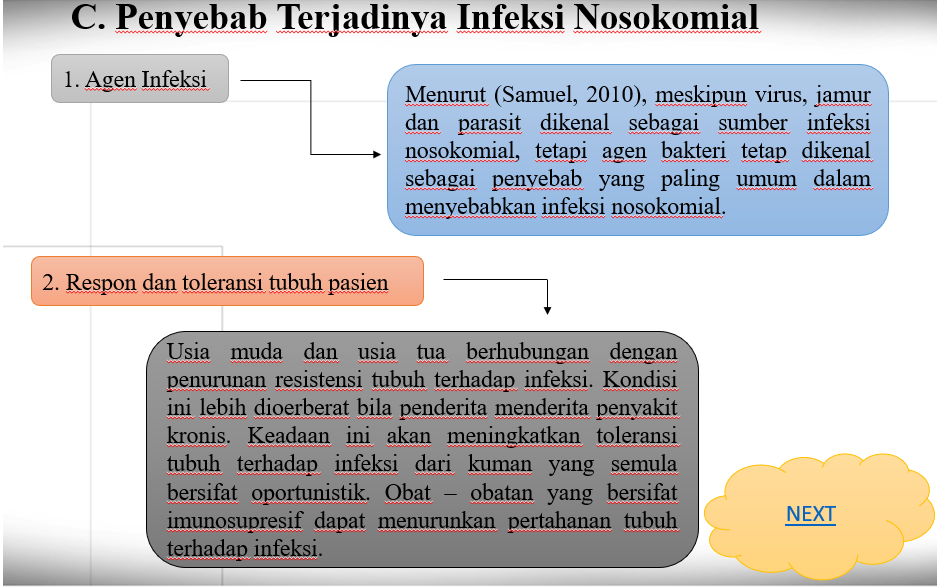 C. Penyebab Terjadinya Infeksi Nosokomial
1. Agen Infeksi
Menurut (Samuel, 2010), meskipun virus, jamur
dan parasit dikenal sebagai sumber infeksi
nosokomial, tetapi agen bakteri tetap dikenal
sebagai penyebab yang paling umum dalam
menyebabkan infeksi nosokomial.
2. Respon dan toleransi tubuh pasien
Usia muda dan usia tua berhubungan dengan
penurunan resistensi tubuh terhadap infeksi. Kondisi
ini lebih dioerberat bila penderita menderita penyakit
kronis. Keadaan ini akan meningkatkan toleransi
tubuh terhadap infeksi dari kuman yang semula
bersifat oportunistik. Obat – obatan yang bersifat
imunosupresif dapat menurunkan pertahanan tubuh
terhadap infeksi.
NEXT